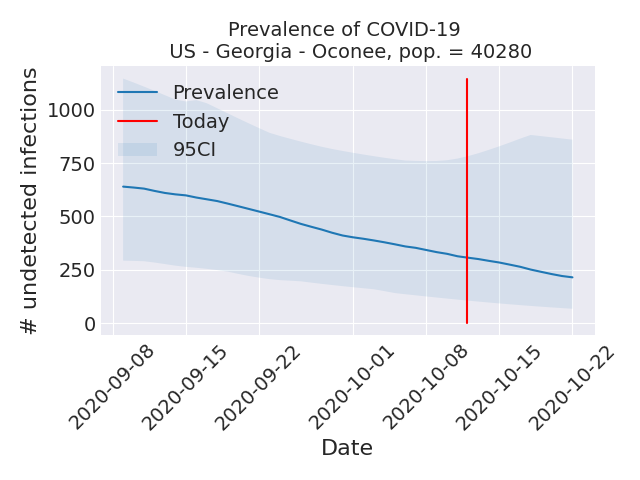 Prevalence of COVID-19
US - Georgia - Oconee, pop. = 40280
# undetected infections
1000
750
500
250
0
Prevalence
Today
95CI
2020-09-08
2020-09-15
2020-09-22
2020-10-01
2020-10-08
2020-10-15
2020-10-22
Date